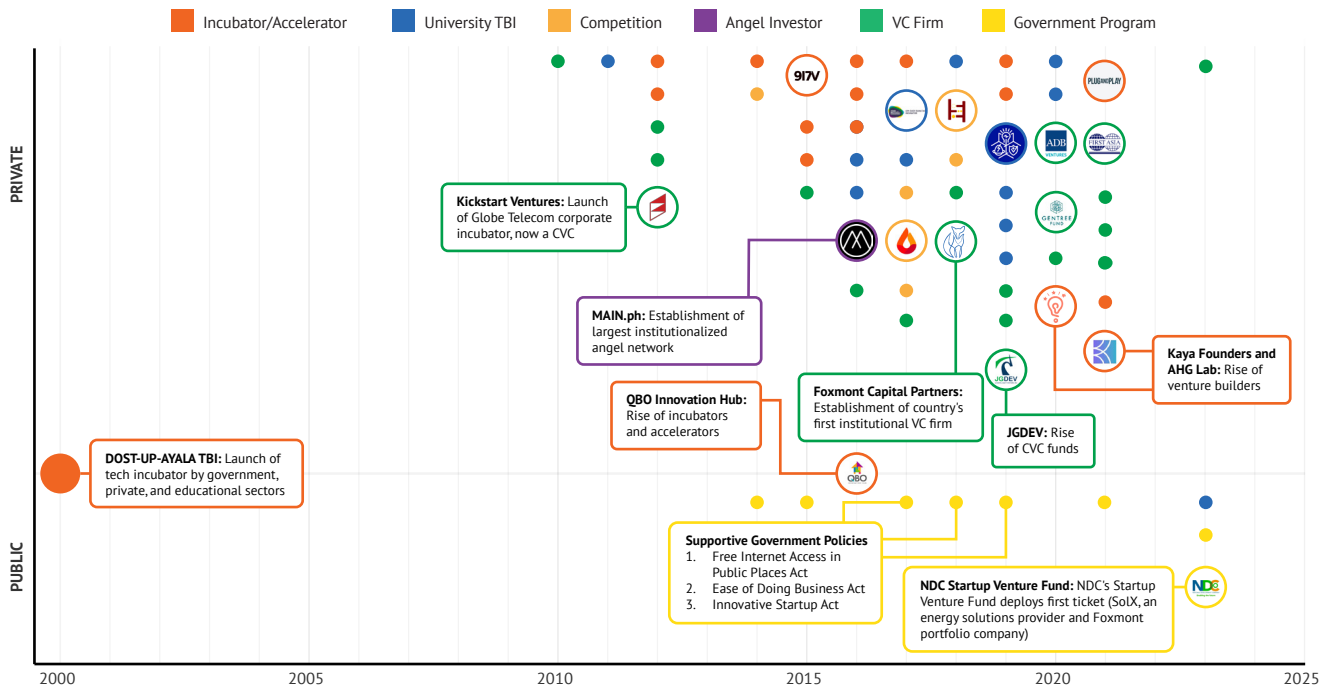 Incubator/Accelerator
University TBI
Competition
Angel Investor
VC Firm
Government Program
PRIVATE
917V
PLUGANDPLAY
ADB
VENTURES
FIRST ASIA
Kickstart Ventures: Launch
of Globe Telecom corporate
incubator, now a CVC
GENTREE
FUND
MAIN.ph: Establishment of
largest institutionalized
angel network
Kaya Founders and
AHG Lab: Rise of
venture builders
JGDEV
QBO Innovation Hub:
Rise of incubators
and accelerators
Foxmont Capital Partners:
Establishment of country's
first institutional VC firm
JGDEV: Rise
of CVC funds
DOST-UP-AYALA TBI: Launch of
tech incubator by government,
private, and educational sectors
QBO
PUBLIC
Supportive Government Policies
1. Free Internet Access in
Public Places Act
2. Ease of Doing Business Act
3. Innovative Startup Act
NDC Startup Venture Fund: NDC's Startup
Venture Fund deploys first ticket (SolX, an
energy solutions provider and Foxmont
portfolio company)
NDC
2000
2005
2010
2015
2020
2025